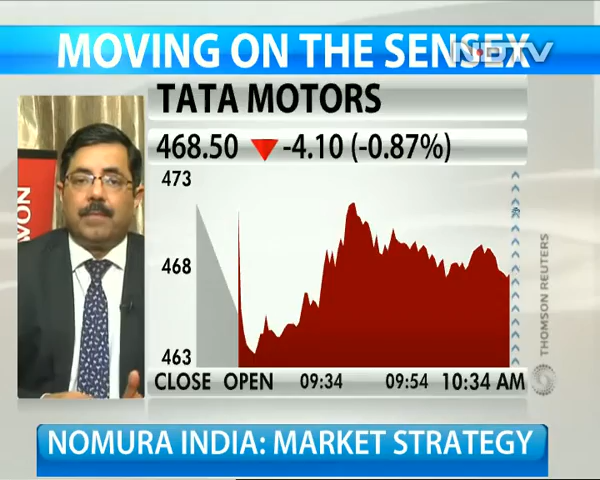 MOVING ON THE SENSEX
NDTV
TATA MOTORS
468.50 ▼ -4.10 (-0.87%)
473
468
463
CLOSE OPEN 09:34 09:54 10:34 AM
THOMSON REUTERS
NOMURA INDIA: MARKET STRATEGY